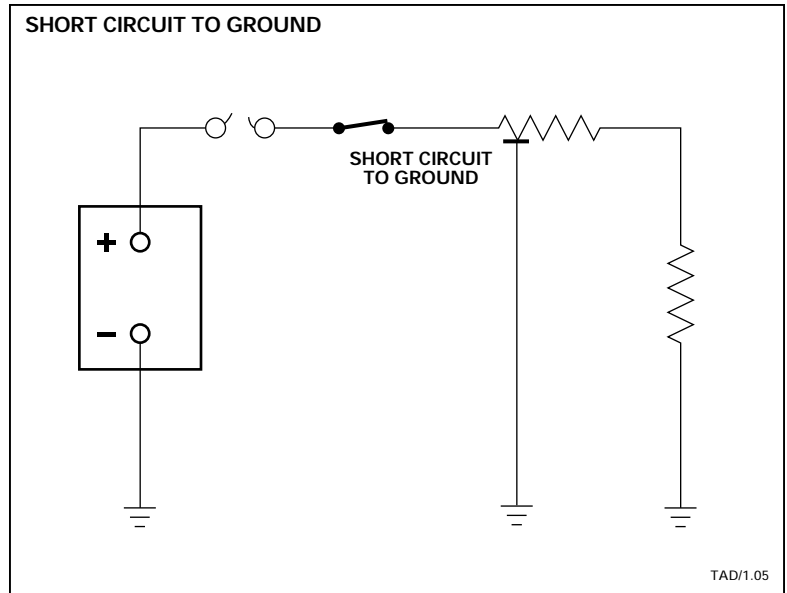 SHORT CIRCUIT TO GROUND
SHORT CIRCUIT
TO GROUND
+
–
TAD/1.05